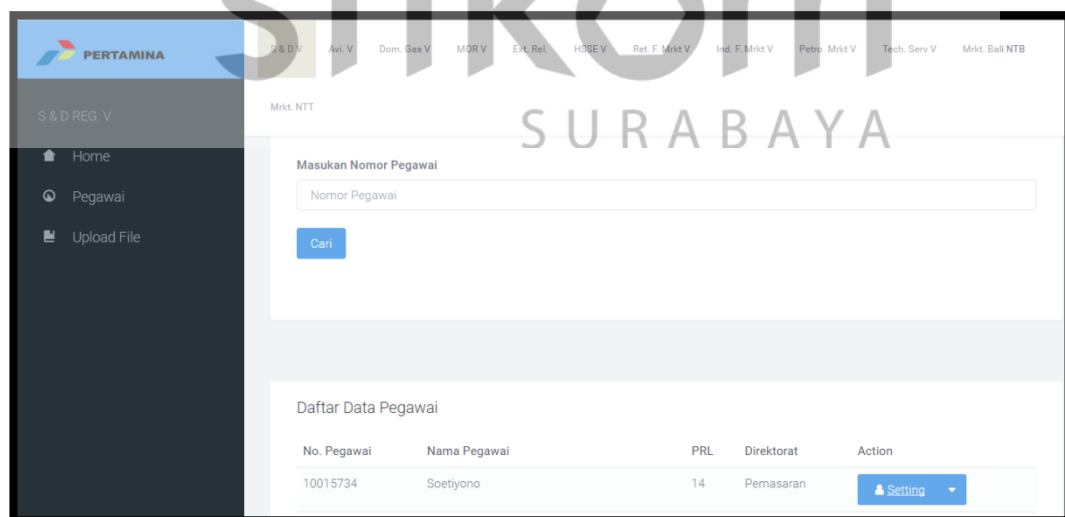 stikom
SURABAYA
PERTAMINA
S & D V Avi. V Dom. Gas V MOR V Ext. Rel. HSSE V Ret. F. Mrkt V Ind. F. Mrkt V Petro. Mrkt V Tech. Serv V Mrkt. Bali NTB
Mrkt. NTT
S & D REG. V
Home
Pegawai
Upload File
Masukan Nomor Pegawai
Nomor Pegawai
Cari
Daftar Data Pegawai
No. Pegawai Nama Pegawai PRL Direktorat Action
10015734 Soetiyono 14 Pemasaran Setting